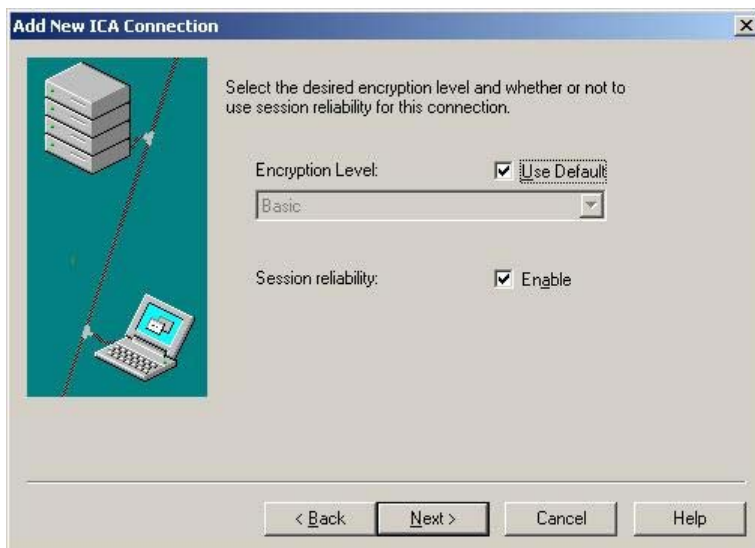 Add New ICA Connection
Select the desired encryption level and whether or not to
use session reliability for this connection.
Encryption Level:
Use Default
Basic
Session reliability:
Enable
< Back
Next >
Cancel
Help